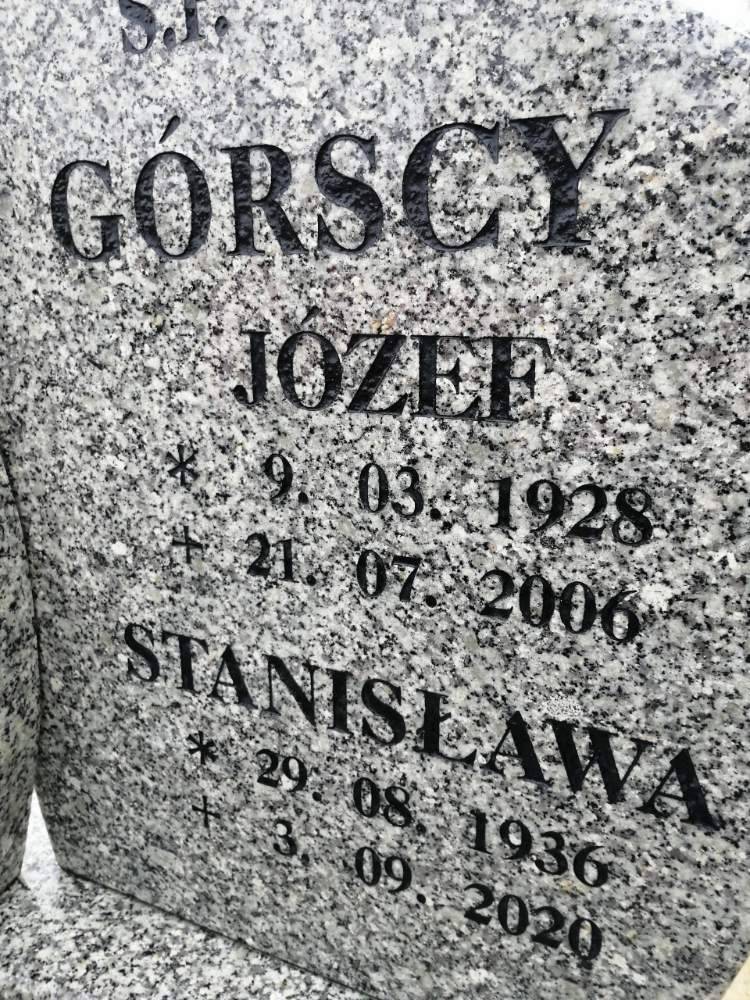 Ś.P.
GÓRSCY
JÓZEF
* 9. 03. 1928
+ 21. 07. 2006
STANISŁAWA
* 29. 08. 1936
+ 3. 09. 2020